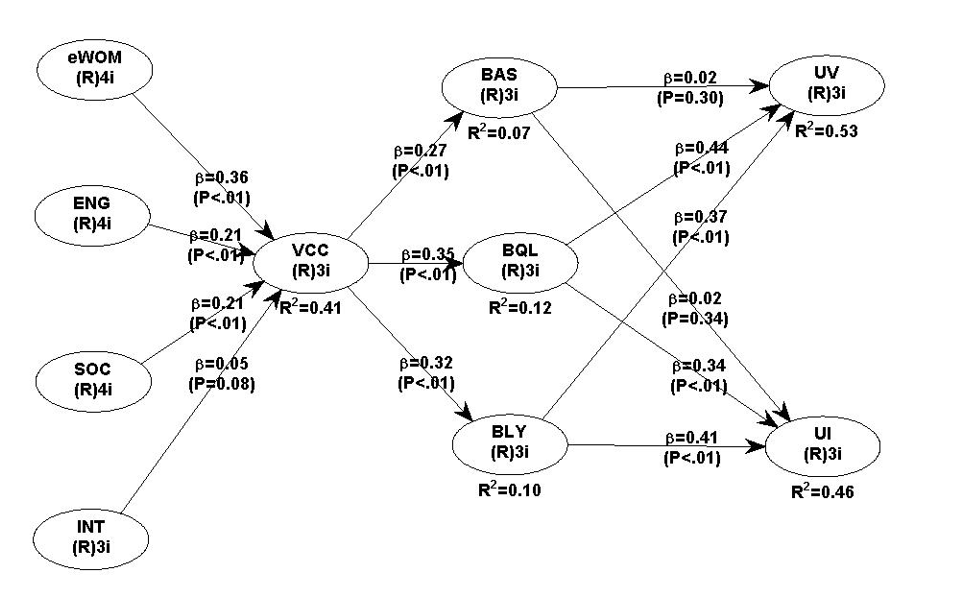 eWOM
(R)4i
ENG
(R)4i
SOC
(R)4i
INT
(R)3i
β=0.36
(P<.01)
β=0.21
(P<.01)
β=0.21
(P<.01)
β=0.05
(P=0.08)
VCC
(R)3i
R²=0.41
β=0.27
(P<.01)
β=0.35
(P<.01)
β=0.32
(P<.01)
BAS
(R)3i
R²=0.07
BQL
(R)3i
R²=0.12
BLY
(R)3i
R²=0.10
β=0.02
(P=0.30)
β=0.44
(P<.01)
β=0.37
(P<.01)
β=0.02
(P=0.34)
β=0.34
(P<.01)
β=0.41
(P<.01)
UV
(R)3i
R²=0.53
UI
(R)3i
R²=0.46